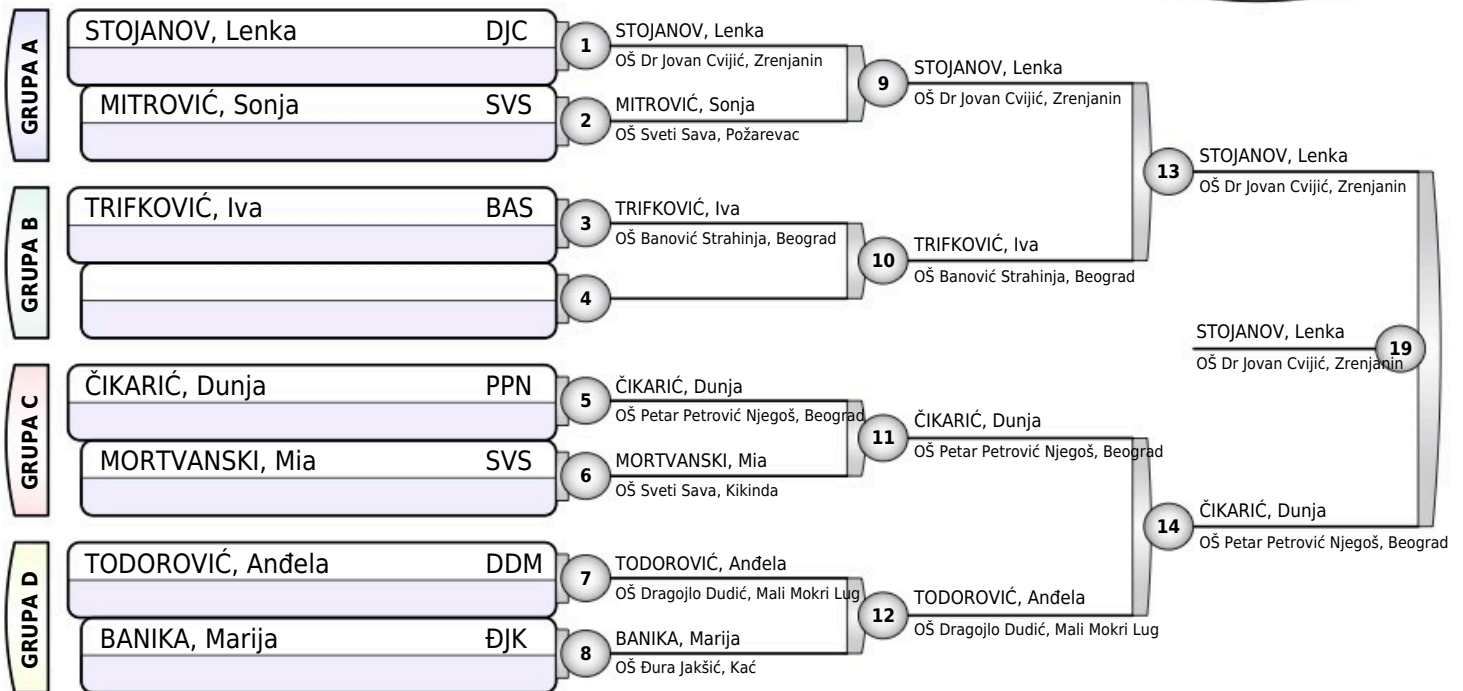 GRUPA A
STOJANOV, Lenka DJC
MITROVIĆ, Sonja SVS
GRUPA B
TRIFKOVIĆ, Iva BAS
GRUPA C
ČIKARIĆ, Dunja PPN
MORTVANSKI, Mia SVS
GRUPA D
TODOROVIĆ, Anđela DDM
BANIKA, Marija ĐJK
1
STOJANOV, Lenka
OŠ Dr Jovan Cvijić, Zrenjanin
2
MITROVIĆ, Sonja
OŠ Sveti Sava, Požarevac
3
TRIFKOVIĆ, Iva
OŠ Banović Strahinja, Beograd
4
5
ČIKARIĆ, Dunja
OŠ Petar Petrović Njegoš, Beograd
6
MORTVANSKI, Mia
OŠ Sveti Sava, Kikinda
7
TODOROVIĆ, Anđela
OŠ Dragojlo Dudić, Mali Mokri Lug
8
BANIKA, Marija
OŠ Đura Jakšić, Kać
9
STOJANOV, Lenka
OŠ Dr Jovan Cvijić, Zrenjanin
10
TRIFKOVIĆ, Iva
OŠ Banović Strahinja, Beograd
11
ČIKARIĆ, Dunja
OŠ Petar Petrović Njegoš, Beograd
12
TODOROVIĆ, Anđela
OŠ Dragojlo Dudić, Mali Mokri Lug
13
STOJANOV, Lenka
OŠ Dr Jovan Cvijić, Zrenjanin
14
ČIKARIĆ, Dunja
OŠ Petar Petrović Njegoš, Beograd
STOJANOV, Lenka
OŠ Dr Jovan Cvijić, Zrenjanin
19